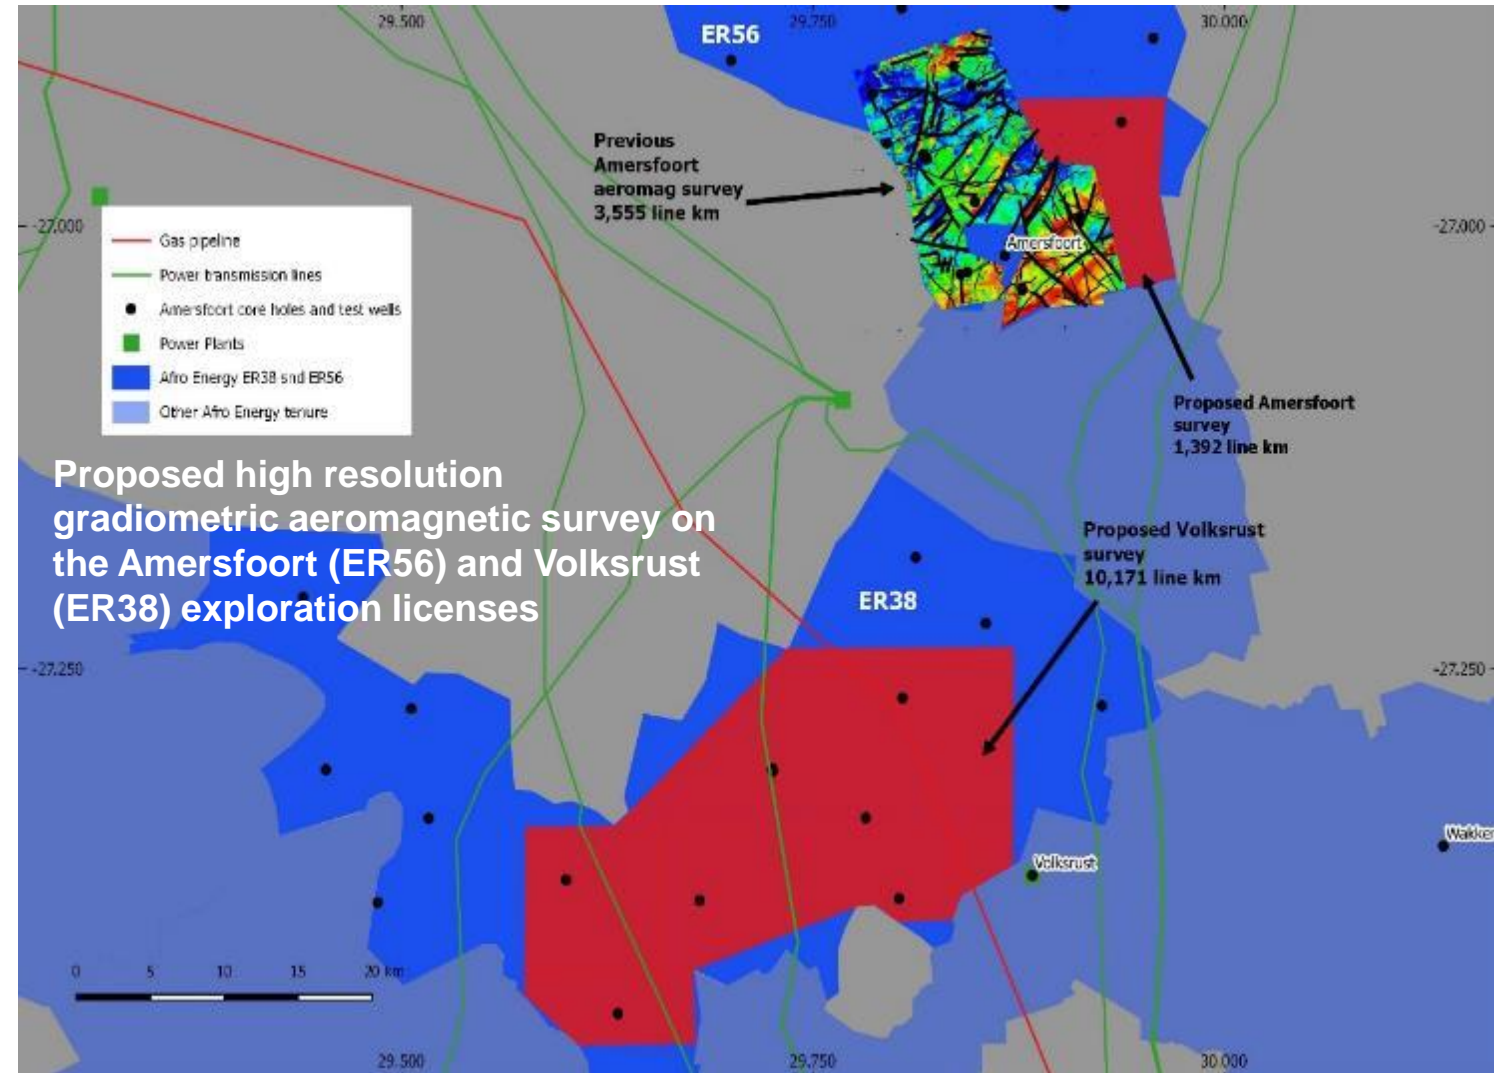 29.500
29.750
30.000
ER56
Previous
Amersfoort
aeromag survey
3,555 line km
-27.000
-27.000
Amersfoort
Gas pipeline
Power transmission lines
Amersfoort core holes and test wells
Power Plants
Afro Energy ER38 snd ER56
Other Afro Energy tenure
Proposed Amersfoort
survey
1,392 line km
Proposed high resolution
gradiometric aeromagnetic survey on
the Amersfoort (ER56) and Volksrust
(ER38) exploration licenses
Proposed Volksrust
survey
10,171 line km
ER38
-27.250
-27.250
Wakker
Volksrust
0 5 10 15 20 km
29.500
29.750
30.000